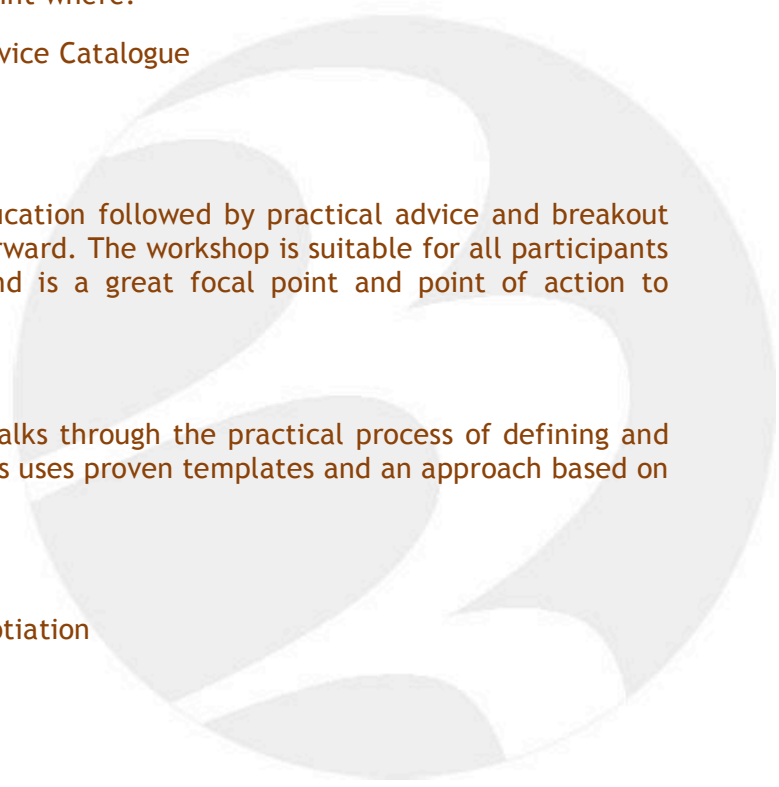 where:
vice Catalogue
ucation followed by practical advice and breakout
ward. The workshop is suitable for all participants
nd is a great focal point and point of action to
alks through the practical process of defining and
s uses proven templates and an approach based on
otiation